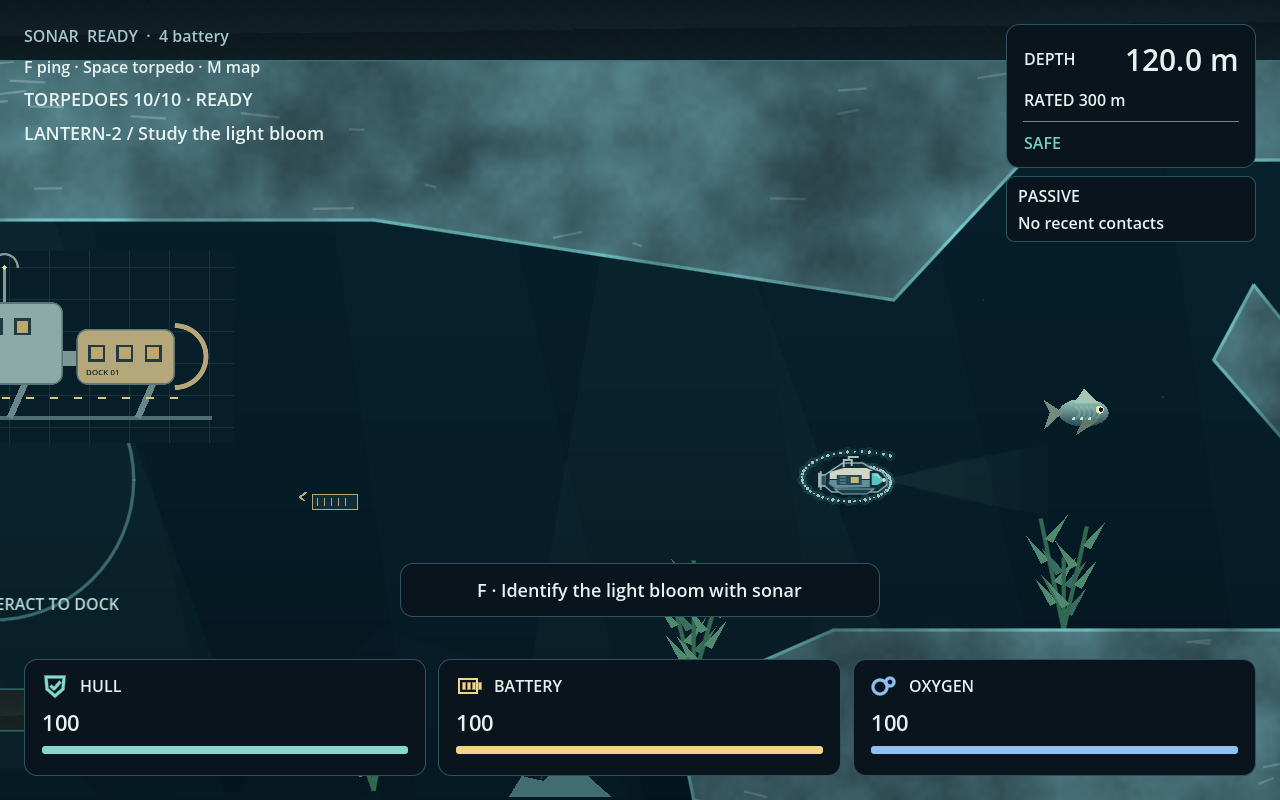 SONAR READY · 4 battery
F ping · Space torpedo · M map
TORPEDOES 10/10 · READY
LANTERN-2 / Study the light bloom
DEPTH 120.0 m
RATED 300 m
SAFE
PASSIVE
No recent contacts
DOCK 01
ERACT TO DOCK
F · Identify the light bloom with sonar
HULL
100
BATTERY
100
OXYGEN
100